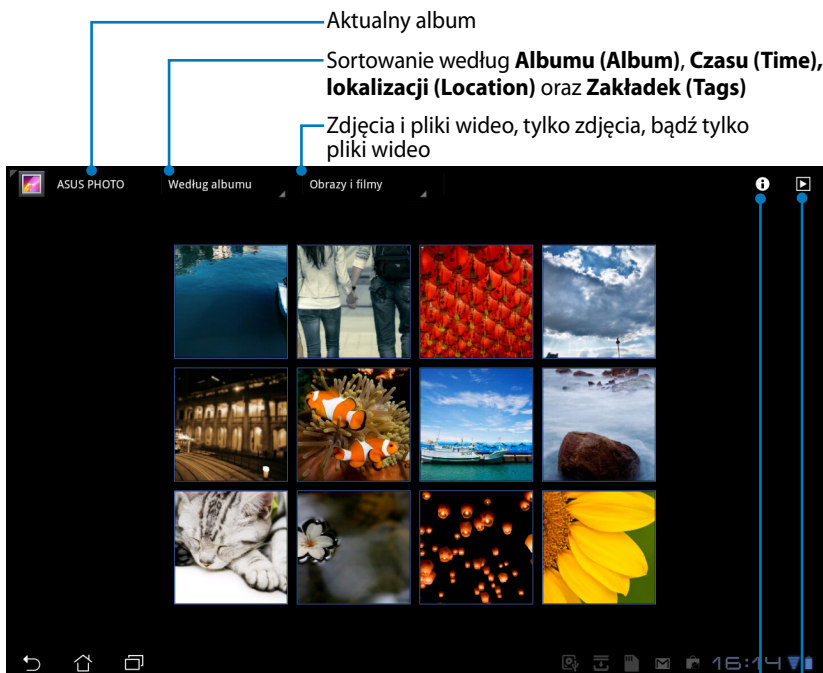 Aktualny album
Sortowanie według Albumu (Album), Czasu (Time),
lokalizacji (Location) oraz Zakładek (Tags)
Zdjęcia i pliki wideo, tylko zdjęcia, bądź tylko
pliki wideo
ASUS PHOTO
Według albumu
Obrazy i filmy
16:14